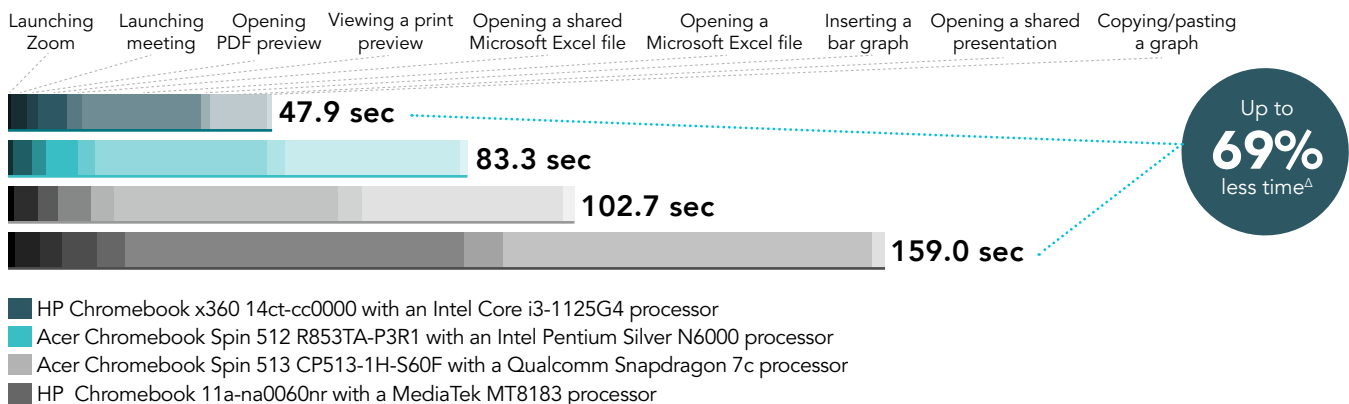 Launching
Zoom
Launching
meeting
Opening
PDF preview
Viewing a print
preview
Opening a shared
Microsoft Excel file
Opening a
Microsoft Excel file
Inserting a
bar graph
Opening a shared
presentation
Copying/pasting
a graph
47.9 sec
83.3 sec
102.7 sec
159.0 sec
Up to
69%
less time∆
HP Chromebook x360 14ct-cc0000 with an Intel Core i3-1125G4 processor
Acer Chromebook Spin 512 R853TA-P3R1 with an Intel Pentium Silver N6000 processor
Acer Chromebook Spin 513 CP513-1H-S60F with a Qualcomm Snapdragon 7c processor
HP Chromebook 11a-na0060nr with a MediaTek MT8183 processor